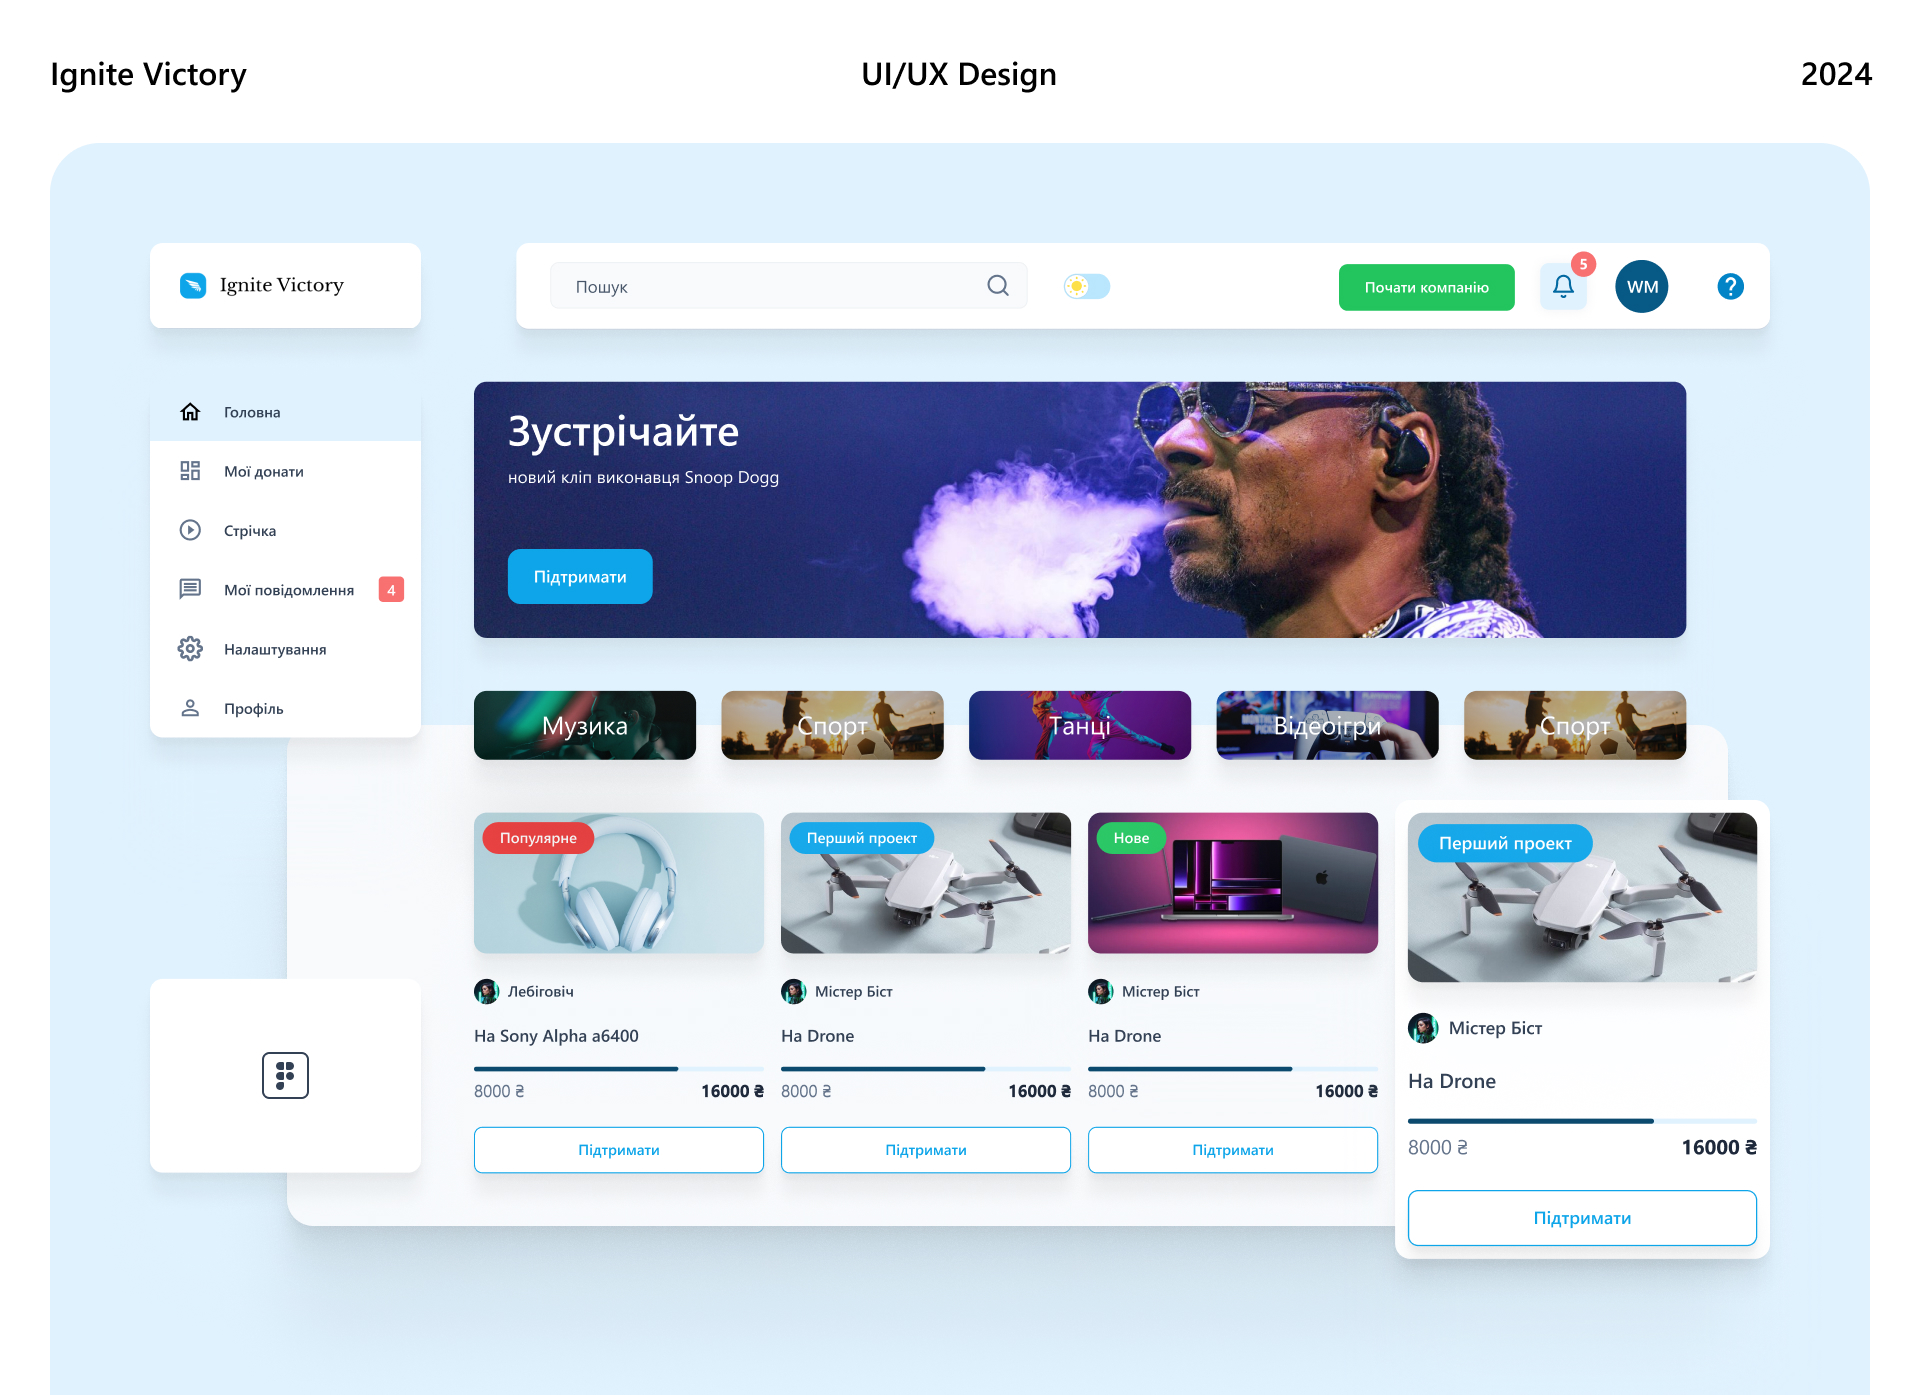 Ignite Victory
UI/UX Design
2024
Ignite Victory
Пошук
Почати компанію
5
WM
?
Головна
Мої донати
Стрічка
Мої повідомлення
4
Налаштування
Профіль
Зустрічайте
новий кліп виконавця Snoop Dogg
Підтримати
Музика
Спорт
Танці
Відеоігри
Спорт
Популярне
Лебіговіч
На Sony Alpha a6400
8000 ₴
16000 ₴
Підтримати
Перший проект
Містер Біст
На Drone
8000 ₴
16000 ₴
Підтримати
Нове
Містер Біст
На Drone
8000 ₴
16000 ₴
Підтримати
Перший проект
Містер Біст
На Drone
8000 ₴
16000 ₴
Підтримати